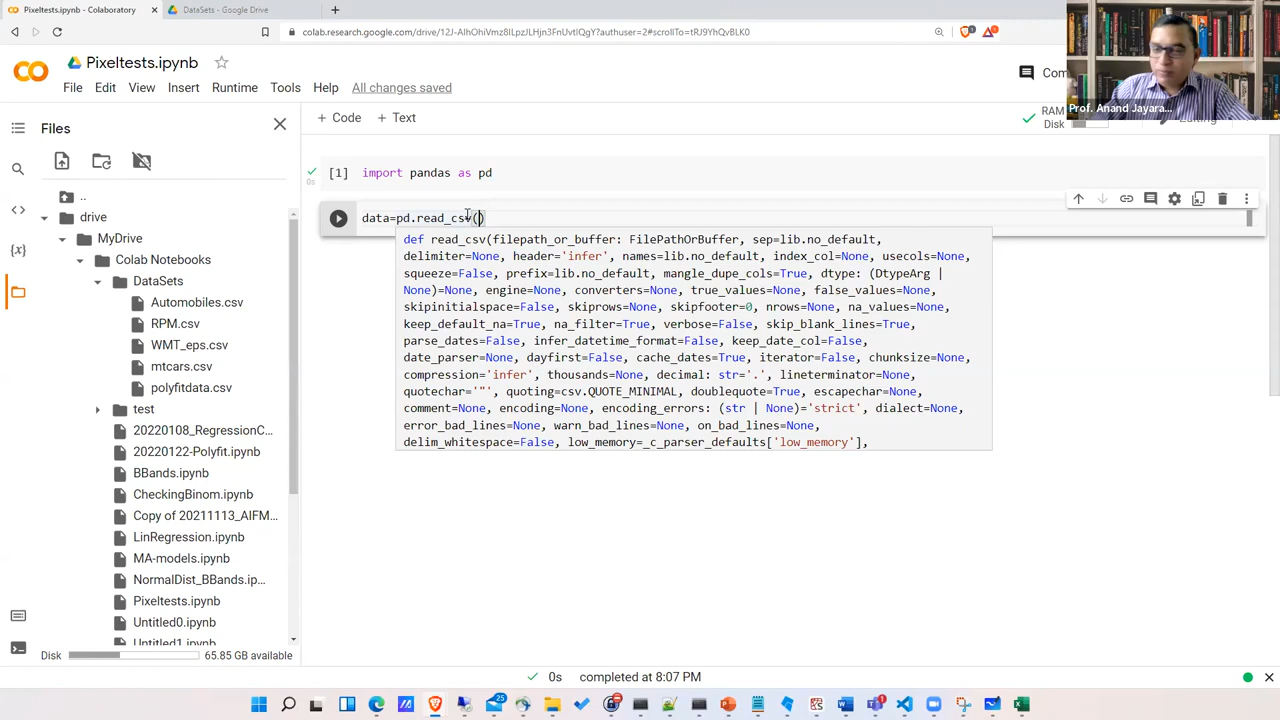 Pixeltests.ipynb - Colaboratory
DataSets - Google Drive
colab.research.google.com/drive/12J-AlhOhiVmz8ILpzJLHjn3FnUvtlQgY?authuser=2#scrollTo=tRJ9YhQvBLK0
Pixeltests.ipynb
Com
File Edit View Insert Runtime Tools Help All changes saved
Prof. Anand Jayara...
Files
+ Code + Text
RAM
Disk
Editing
..
drive
MyDrive
Colab Notebooks
DataSets
Automobiles.csv
RPM.csv
WMT_eps.csv
mtcars.csv
polyfitdata.csv
test
20220108_RegressionC...
20220122-Polyfit.ipynb
BBands.ipynb
CheckingBinom.ipynb
Copy of 20211113_AIFM...
LinRegression.ipynb
MA-models.ipynb
NormalDist_BBands.ip...
Pixeltests.ipynb
Untitled0.ipynb
Untitled1.ipynb
Disk 65.85 GB available
[1] import pandas as pd
0s
data=pd.read_csv()
def read_csv(filepath_or_buffer: FilePathOrBuffer, sep=lib.no_default,
delimiter=None, header='infer', names=lib.no_default, index_col=None, usecols=None,
squeeze=False, prefix=lib.no_default, mangle_dupe_cols=True, dtype: (DtypeArg |
None)=None, engine=None, converters=None, true_values=None, false_values=None,
skipinitialspace=False, skiprows=None, skipfooter=0, nrows=None, na_values=None,
keep_default_na=True, na_filter=True, verbose=False, skip_blank_lines=True,
parse_dates=False, infer_datetime_format=False, keep_date_col=False,
date_parser=None, dayfirst=False, cache_dates=True, iterator=False, chunksize=None,
compression='infer', thousands=None, decimal: str='.', lineterminator=None,
quotechar='"', quoting=csv.QUOTE_MINIMAL, doublequote=True, escapechar=None,
comment=None, encoding=None, encoding_errors: (str | None)='strict', dialect=None,
error_bad_lines=None, warn_bad_lines=None, on_bad_lines=None,
delim_whitespace=False, low_memory=_c_parser_defaults['low_memory'],
0s completed at 8:07 PM
25
1